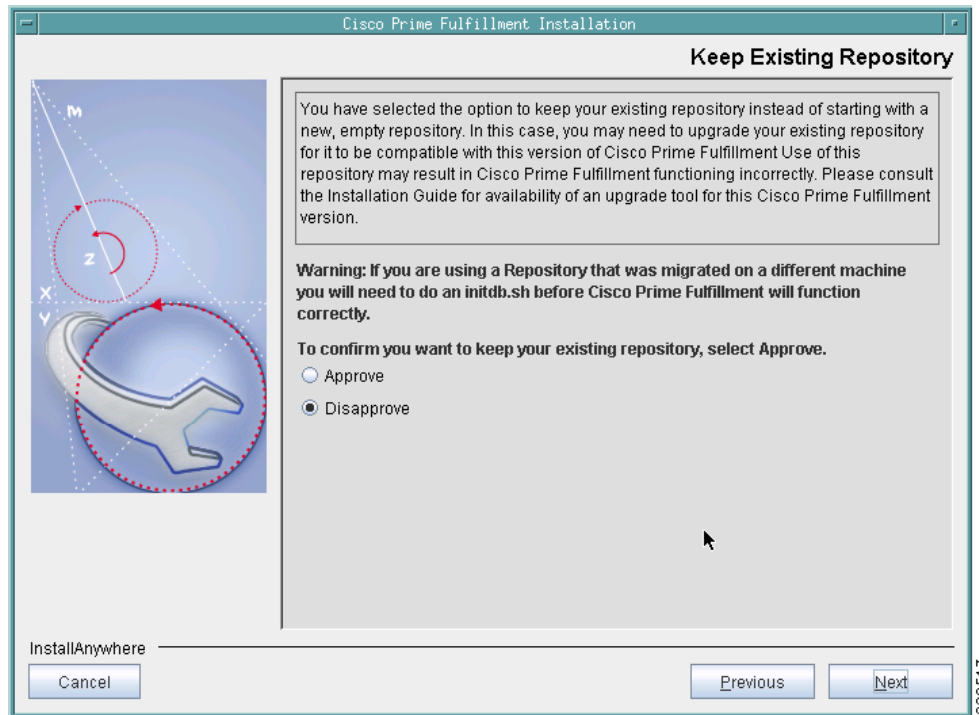 Cisco Prime Fulfillment Installation
Keep Existing Repository
M
Z
X
Y
You have selected the option to keep your existing repository instead of starting with a
new, empty repository. In this case, you may need to upgrade your existing repository
for it to be compatible with this version of Cisco Prime Fulfillment Use of this
repository may result in Cisco Prime Fulfillment functioning incorrectly. Please consult
the Installation Guide for availability of an upgrade tool for this Cisco Prime Fulfillment
version.
Warning: If you are using a Repository that was migrated on a different machine
you will need to do an initdb.sh before Cisco Prime Fulfillment will function
correctly.
To confirm you want to keep your existing repository, select Approve.
Approve
Disapprove
InstallAnywhere
Cancel
Previous
Next